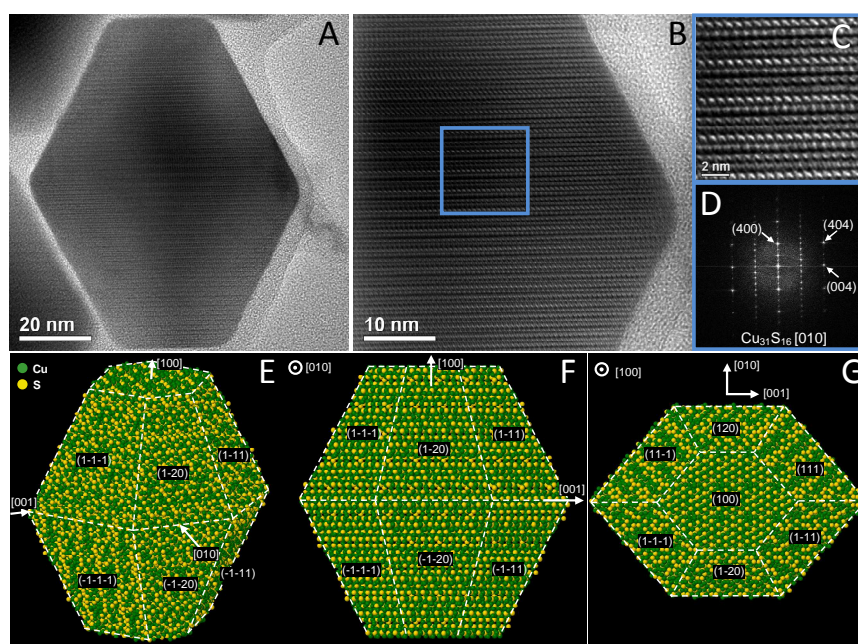 A
20 nm
B
10 nm
C
2 nm
D
(400)
(404)
(004)
Cu31S16 [010]
Cu
S
E
[100]
(1-1-1)
(1-20)
(1-11)
[001]
[010]
(-1-1-1)
(-1-20)
(-1-11)
F
[010]
[100]
(1-1-1)
(1-20)
(1-11)
[001]
(-1-1-1)
(-1-20)
(-1-11)
G
[100]
[010]
[001]
(11-1)
(120)
(111)
(100)
(1-1-1)
(1-11)
(1-20)